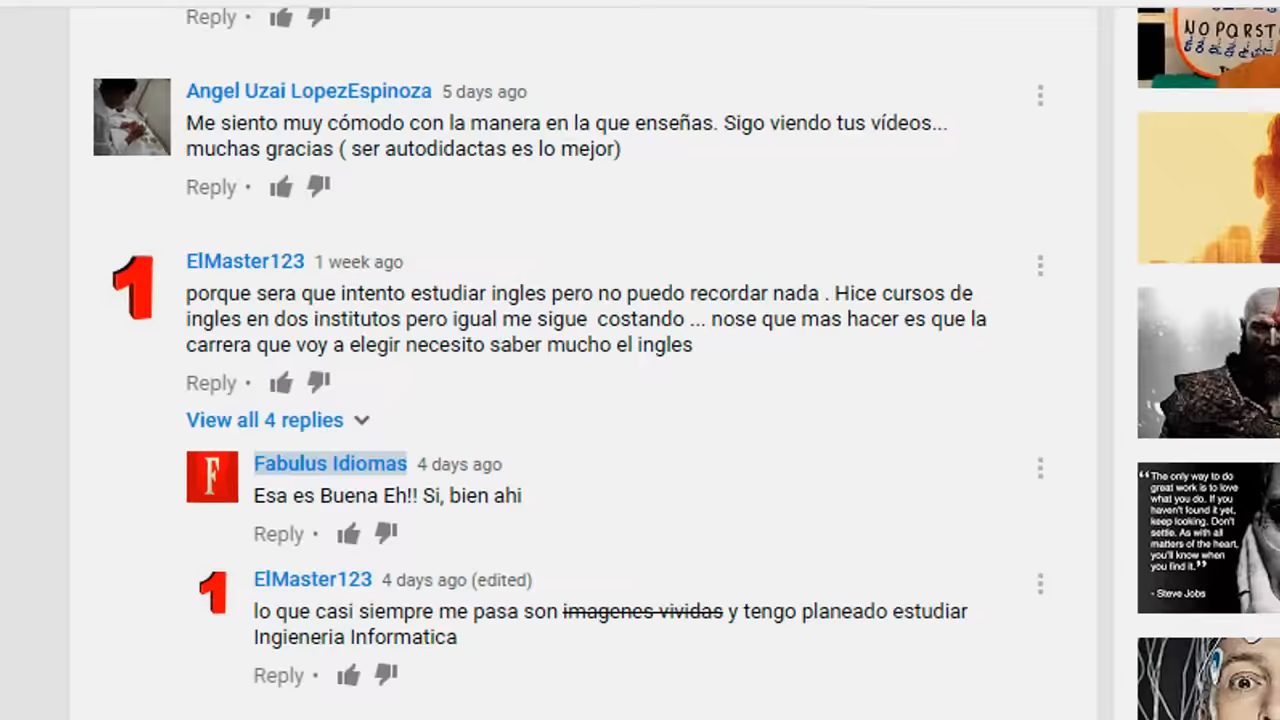 Reply •
Angel Uzai LopezEspinoza 5 days ago
Me siento muy cómodo con la manera en la que enseñas. Sigo viendo tus vídeos...
muchas gracias ( ser autodidactas es lo mejor)
Reply •
1
ElMaster123 1 week ago
porque sera que intento estudiar ingles pero no puedo recordar nada . Hice cursos de
ingles en dos institutos pero igual me sigue costando ... nose que mas hacer es que la
carrera que voy a elegir necesito saber mucho el ingles
Reply •
View all 4 replies
F
Fabulus Idiomas 4 days ago
Esa es Buena Eh!! Si, bien ahi
Reply •
1
ElMaster123 4 days ago (edited)
lo que casi siempre me pasa son imagenes vividas y tengo planeado estudiar
Ingieneria Informatica
Reply •
NOPQRST
“The only way to do
great work is to love
what you do. If you
haven't found it yet,
keep looking. Don't
settle. As with all
matters of the heart,
you'll know when
you find it.”
- Steve Jobs